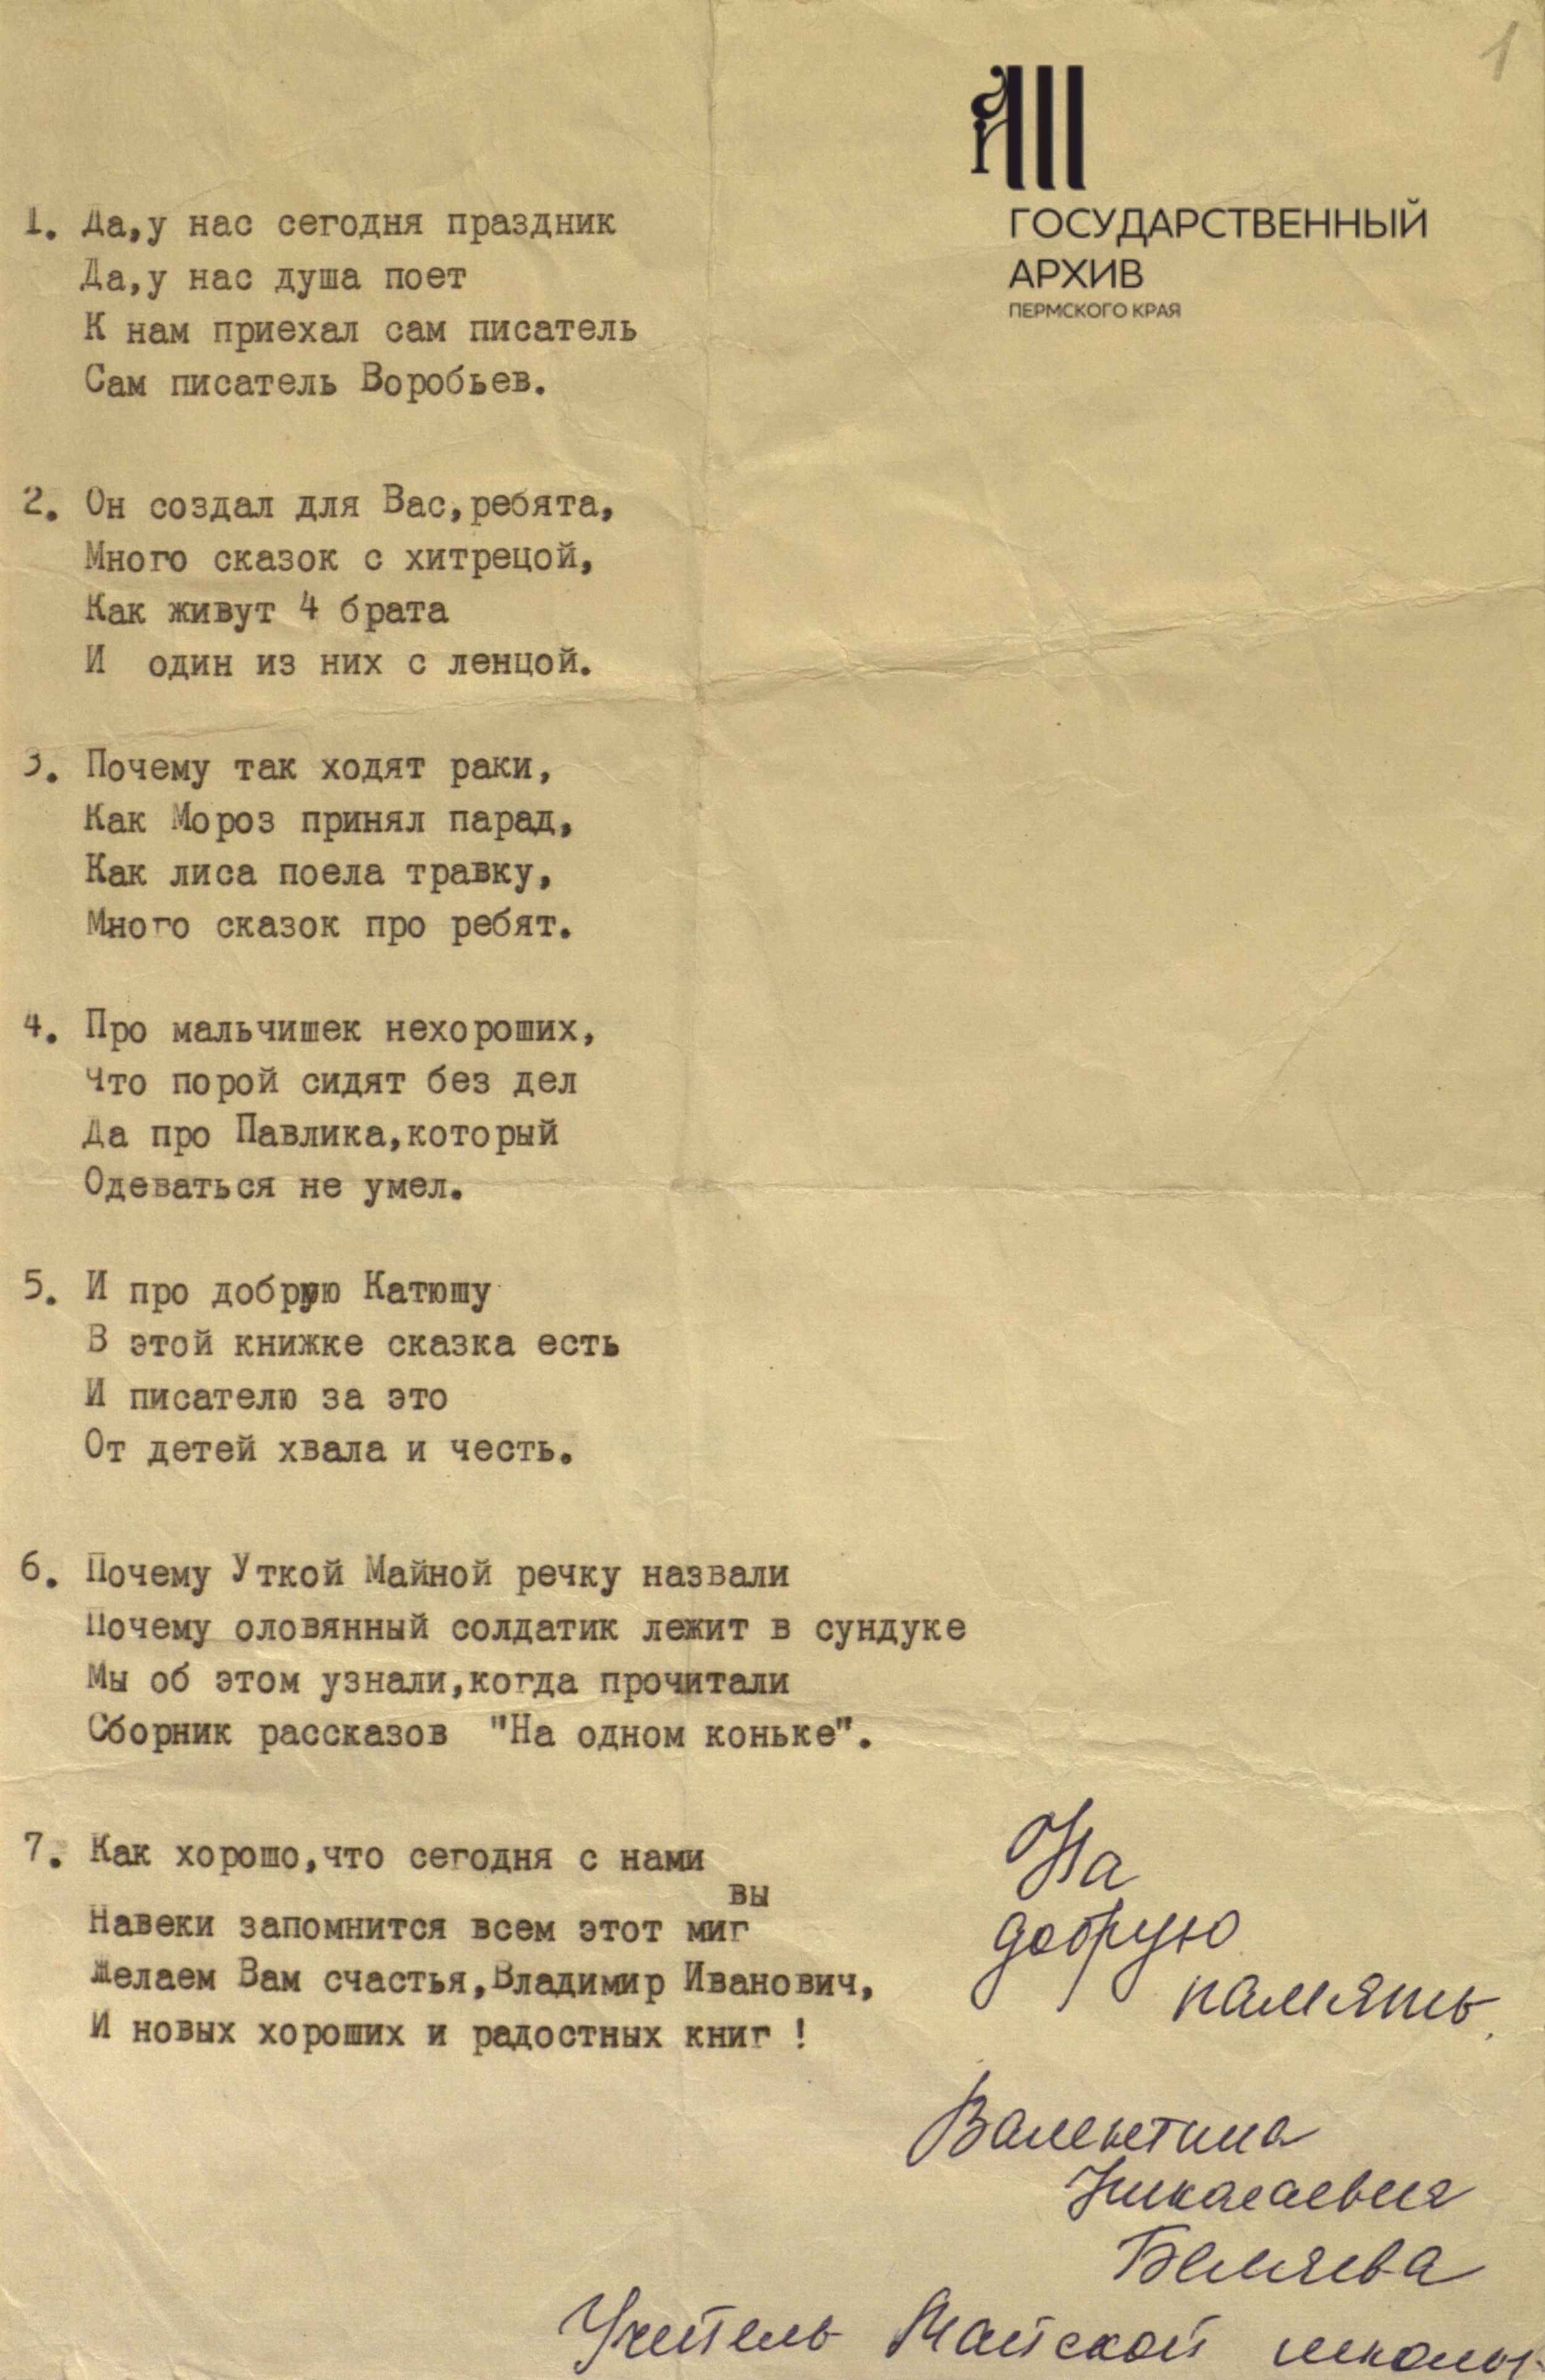 1
ГОСУДАРСТВЕННЫЙ
АРХИВ
ПЕРМСКОГО КРАЯ
1. Да,у нас сегодня праздник
Да,у нас душа поет
К нам приехал сам писатель
Сам писатель Воробьев.
2. Он создал для Вас,ребята,
Много сказок с хитрецой,
Как живут 4 брата
И один из них с ленцой.
3. Почему так ходят раки,
Как Мороз принял парад,
Как лиса поела травку,
Много сказок про ребят.
4. Про мальчишек нехороших,
Что порой сидят без дел
Да про Павлика,который
Одеваться не умел.
5. И про добрую Катюшу
В этой книжке сказка есть
И писателю за это
От детей хвала и честь.
6. Почему Уткой Майной речку назвали
Почему оловянный солдатик лежит в сундуке
Мы об этом узнали,когда прочитали
Сборник рассказов "На одном коньке".
7. Как хорошо,что сегодня с нами
вы
Навеки запомнится всем этот миг
Желаем Вам счастья,Владимир Иванович,
И новых хороших и радостных книг !
На
добрую
память.
Валентина
Николаевна
Беляева
Учитель Майской школы